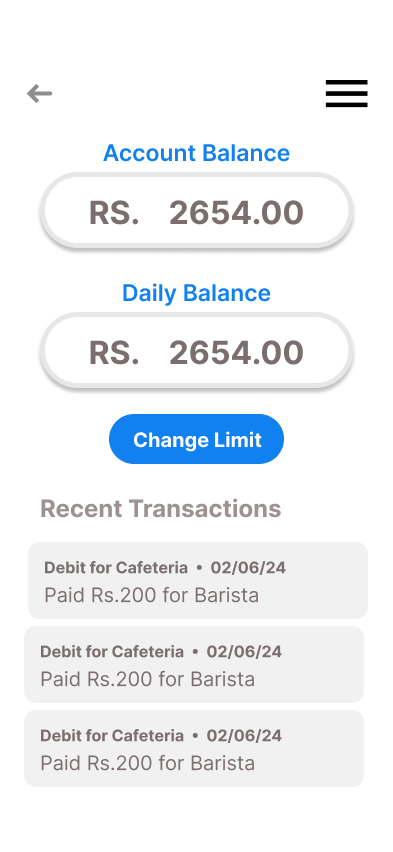 Account Balance
RS. 2654.00
Daily Balance
RS. 2654.00
Change Limit
Recent Transactions
Debit for Cafeteria • 02/06/24
Paid Rs.200 for Barista
Debit for Cafeteria • 02/06/24
Paid Rs.200 for Barista
Debit for Cafeteria • 02/06/24
Paid Rs.200 for Barista